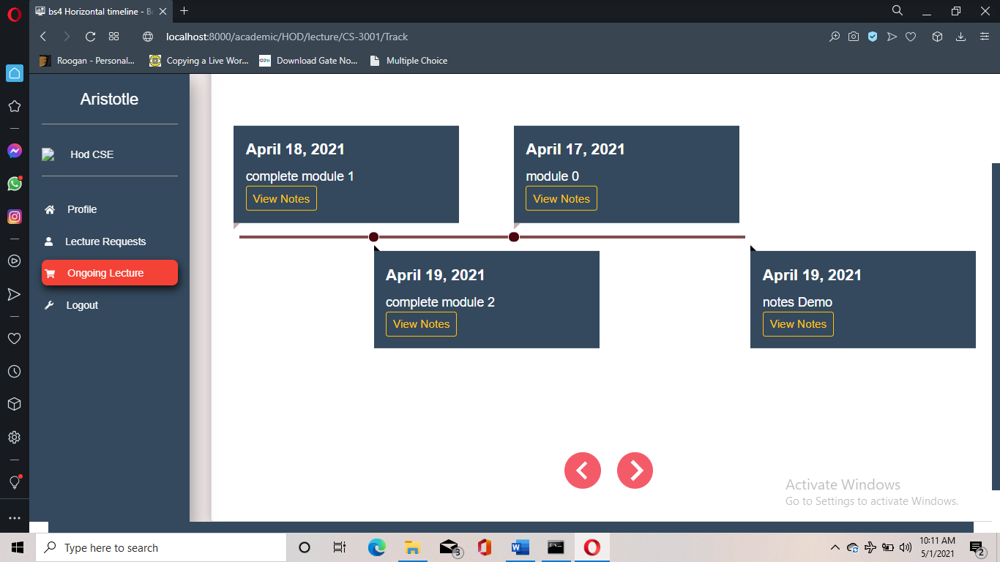 bs4 Horizontal timeline - B
localhost:8000/academic/HOD/lecture/CS-3001/Track
Roogan - Personal... Copying a Live Wor... Download Gate No... Multiple Choice
Aristotle
Hod CSE
Profile
Lecture Requests
Ongoing Lecture
Logout
April 18, 2021
complete module 1
View Notes
April 17, 2021
module 0
View Notes
April 19, 2021
complete module 2
View Notes
April 19, 2021
notes Demo
View Notes
Activate Windows
Go to Settings to activate Windows.
Type here to search
3
10:11 AM
5/1/2021
2